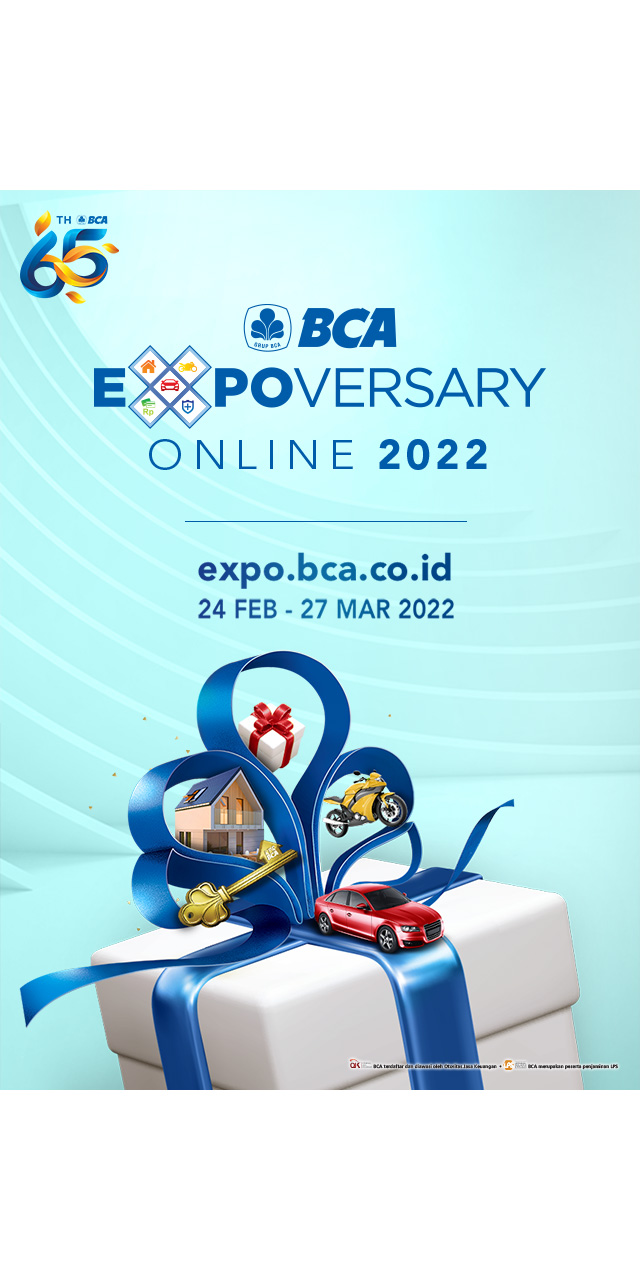 65 TH BCA
GRUP BCA
BCA
EXPOVERSARY
Rp
ONLINE 2022
expo.bca.co.id
24 FEB - 27 MAR 2022
BCA terdaftar dan diawasi oleh Otoritas Jasa Keuangan + BCA merupakan peserta penjaminan LPS